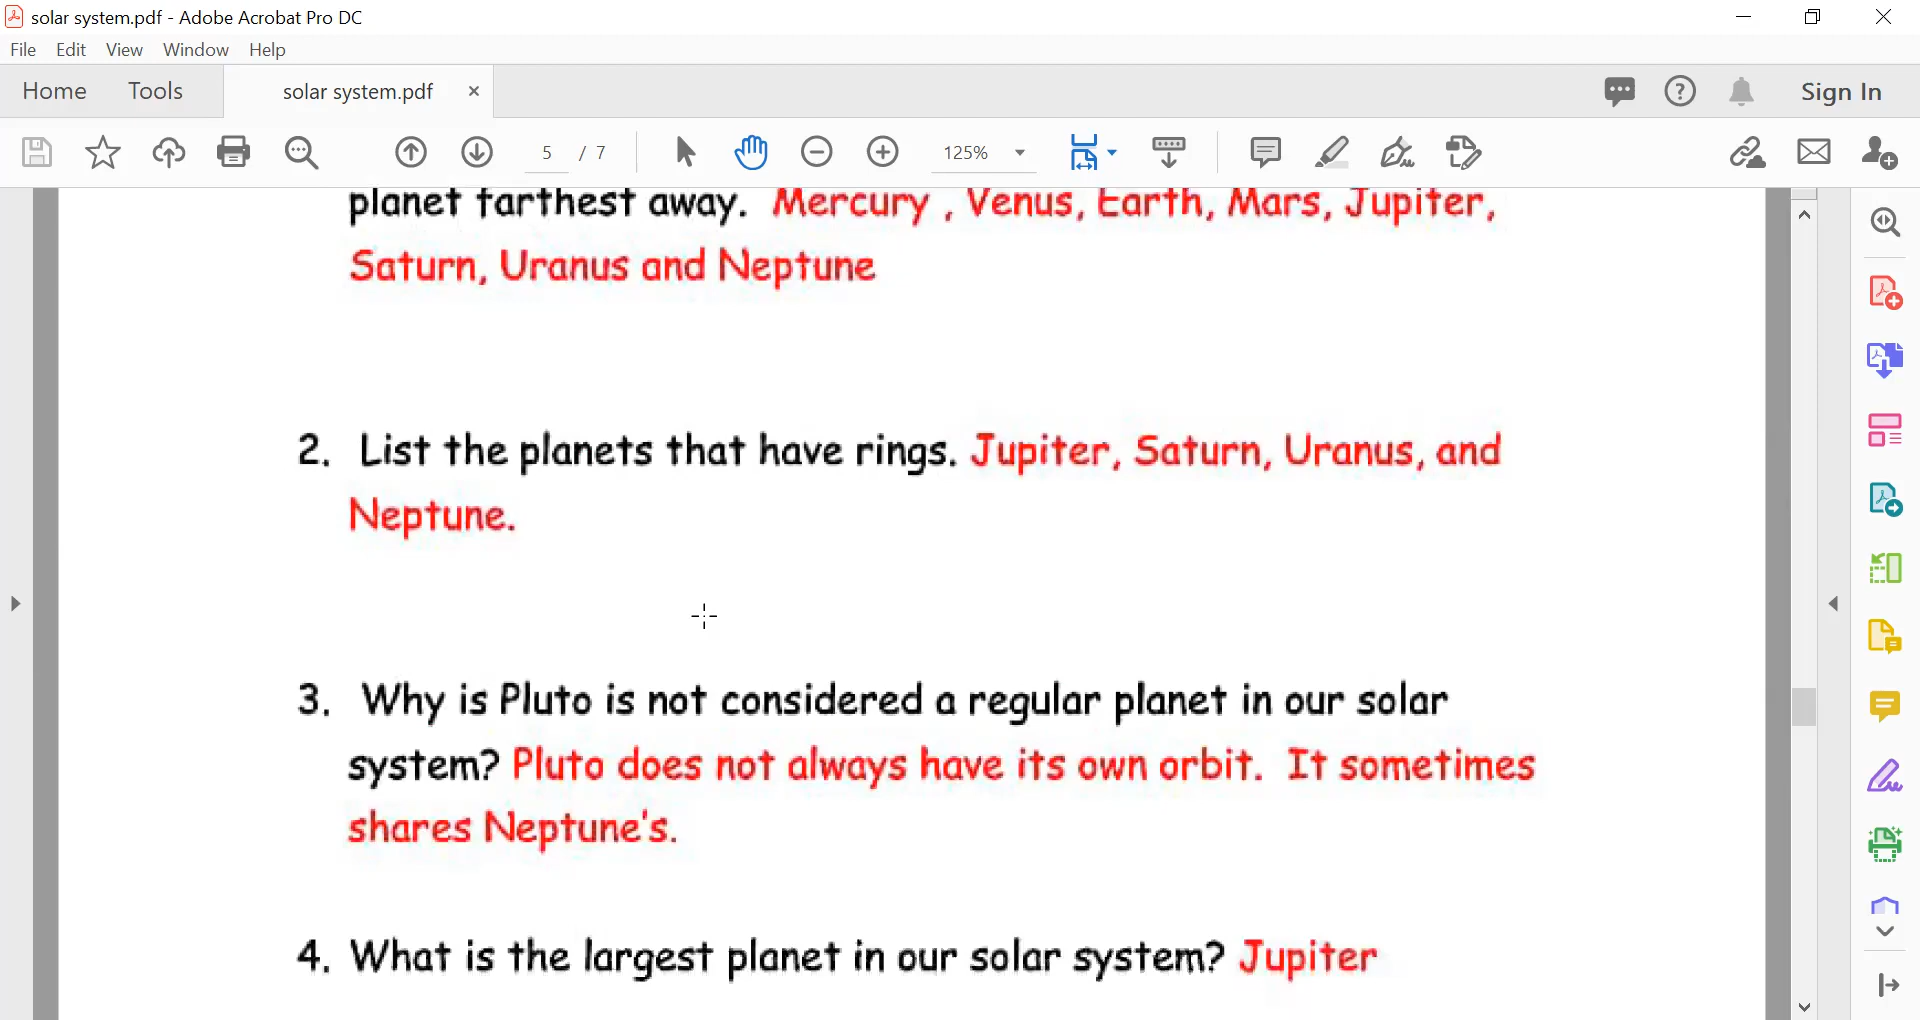 solar system.pdf - Adobe Acrobat Pro DC
File Edit View Window Help
Home Tools solar system.pdf × Sign In
5 / 7 125%
planet farthest away. Mercury , Venus, Earth, Mars, Jupiter,
Saturn, Uranus and Neptune
2. List the planets that have rings. Jupiter, Saturn, Uranus, and
Neptune.
3. Why is Pluto is not considered a regular planet in our solar
system? Pluto does not always have its own orbit. It sometimes
shares Neptune's.
4. What is the largest planet in our solar system? Jupiter